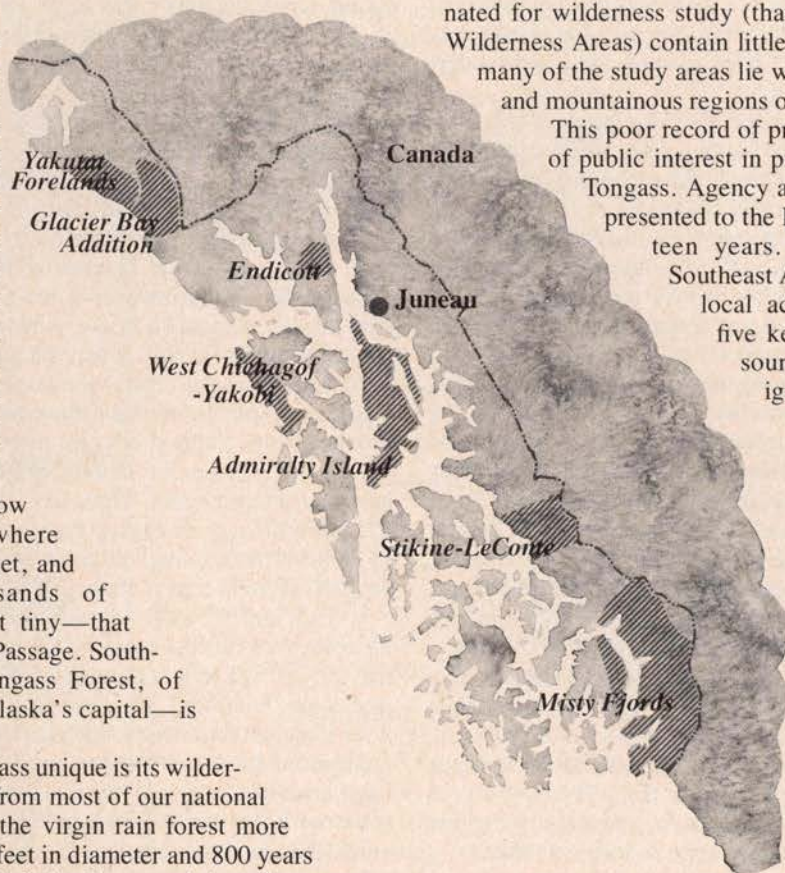 nated for wilderness study (tha
Wilderness Areas) contain little
many of the study areas lie w
and mountainous regions o
This poor record of pr
of public interest in p
Tongass. Agency a
presented to the
teen years.
Southeast A
local ac
five ke
sour
ig
Canada
Yakutat
Forelands
Glacier Bay
Addition
Endicott
Juneau
West Chichagof
-Yakobi
Admiralty Island
Stikine-LeConte
Misty Fjords
ow
where
et, and
sands of
t tiny—that
Passage. South-
ngass Forest, of
laska's capital—is
ass unique is its wilder-
from most of our national
the virgin rain forest more
feet in diameter and 800 years